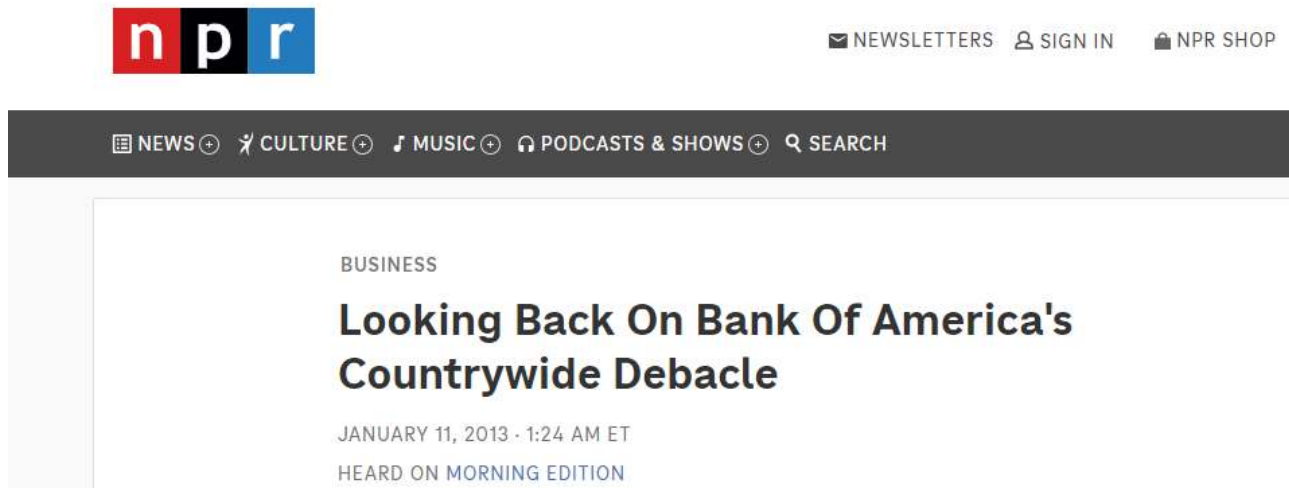 npr
NEWSLETTERS SIGN IN NPR SHOP
NEWS CULTURE MUSIC PODCASTS & SHOWS SEARCH
BUSINESS
Looking Back On Bank Of America's
Countrywide Debacle
JANUARY 11, 2013 · 1:24 AM ET
HEARD ON MORNING EDITION